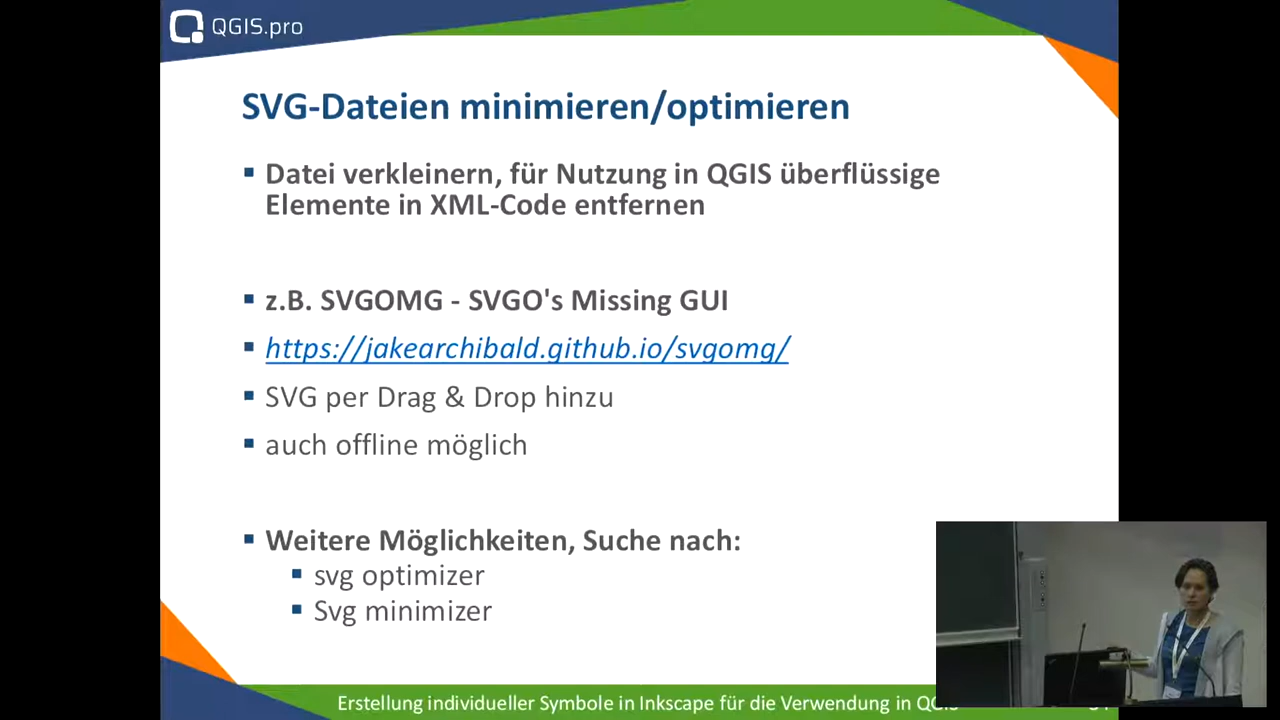 QGIS.pro
SVG-Dateien minimieren/optimieren
Datei verkleinern, für Nutzung in QGIS überflüssige
Elemente in XML-Code entfernen
z.B. SVGOMG - SVGO's Missing GUI
https://jakearchibald.github.io/svgomg/
SVG per Drag & Drop hinzu
auch offline möglich
Weitere Möglichkeiten, Suche nach:
svg optimizer
Svg minimizer
Erstellung individueller Symbole in Inkscape für die Verwendung in